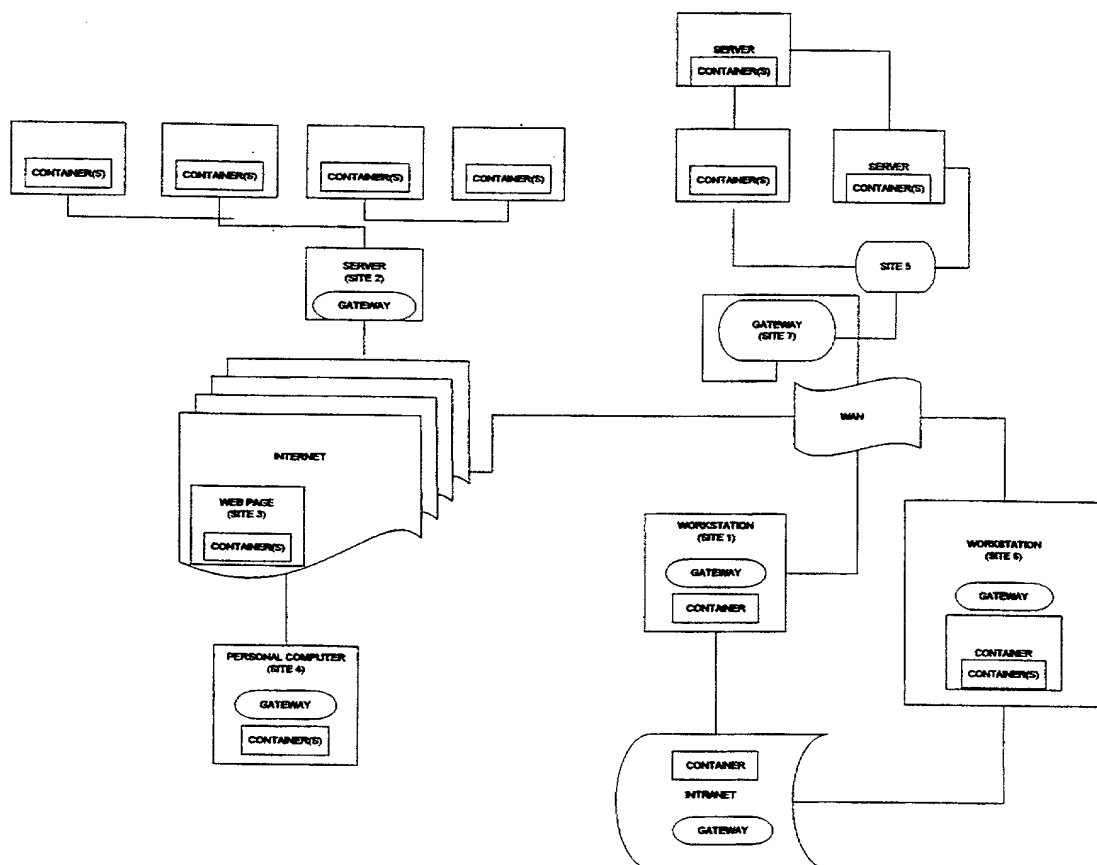 SERVER
CONTAINER(S)
CONTAINER(S)
CONTAINER(S)
CONTAINER(S)
CONTAINER(S)
CONTAINER(S)
SERVER
CONTAINER(S)
SERVER
(SITE 2)
GATEWAY
SITE 5
GATEWAY
(SITE 7)
WAN
INTERNET
WEB PAGE
(SITE 3)
CONTAINER(S)
WORKSTATION
(SITE 1)
GATEWAY
CONTAINER
WORKSTATION
(SITE 6)
GATEWAY
CONTAINER
CONTAINER(S)
PERSONAL COMPUTER
(SITE 4)
GATEWAY
CONTAINER(S)
CONTAINER
INTRANET
GATEWAY